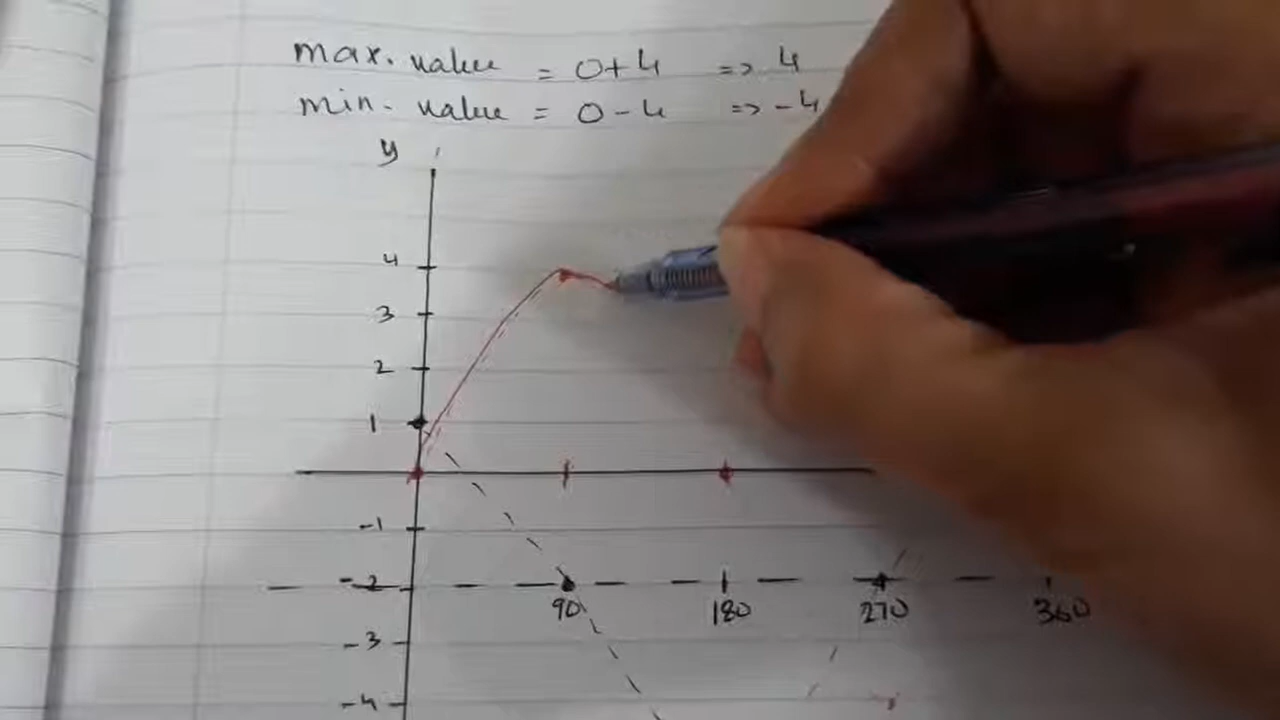 max. value = 0+4 => 4
min. value = 0-4 => -4
y
4
3
2
1
-1
-2
90 180 270 360
-3
-4